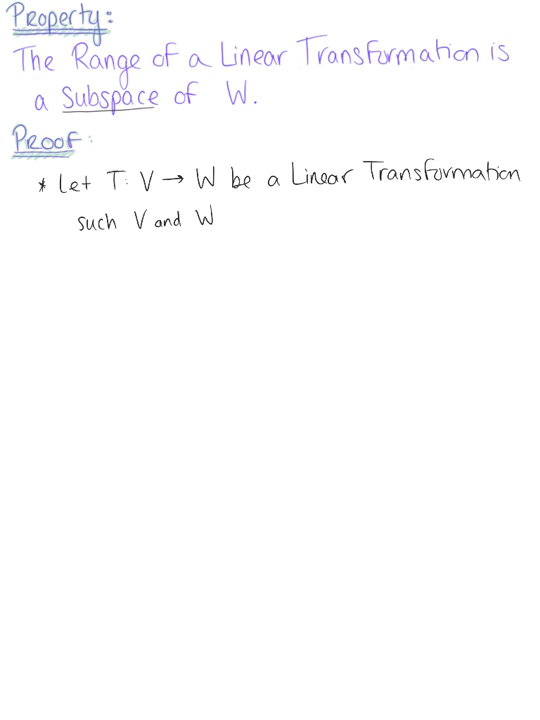 Property:
The Range of a Linear Transformation is
a Subspace of W.
Proof:
* Let T: V → W be a Linear Transformation
such V and W